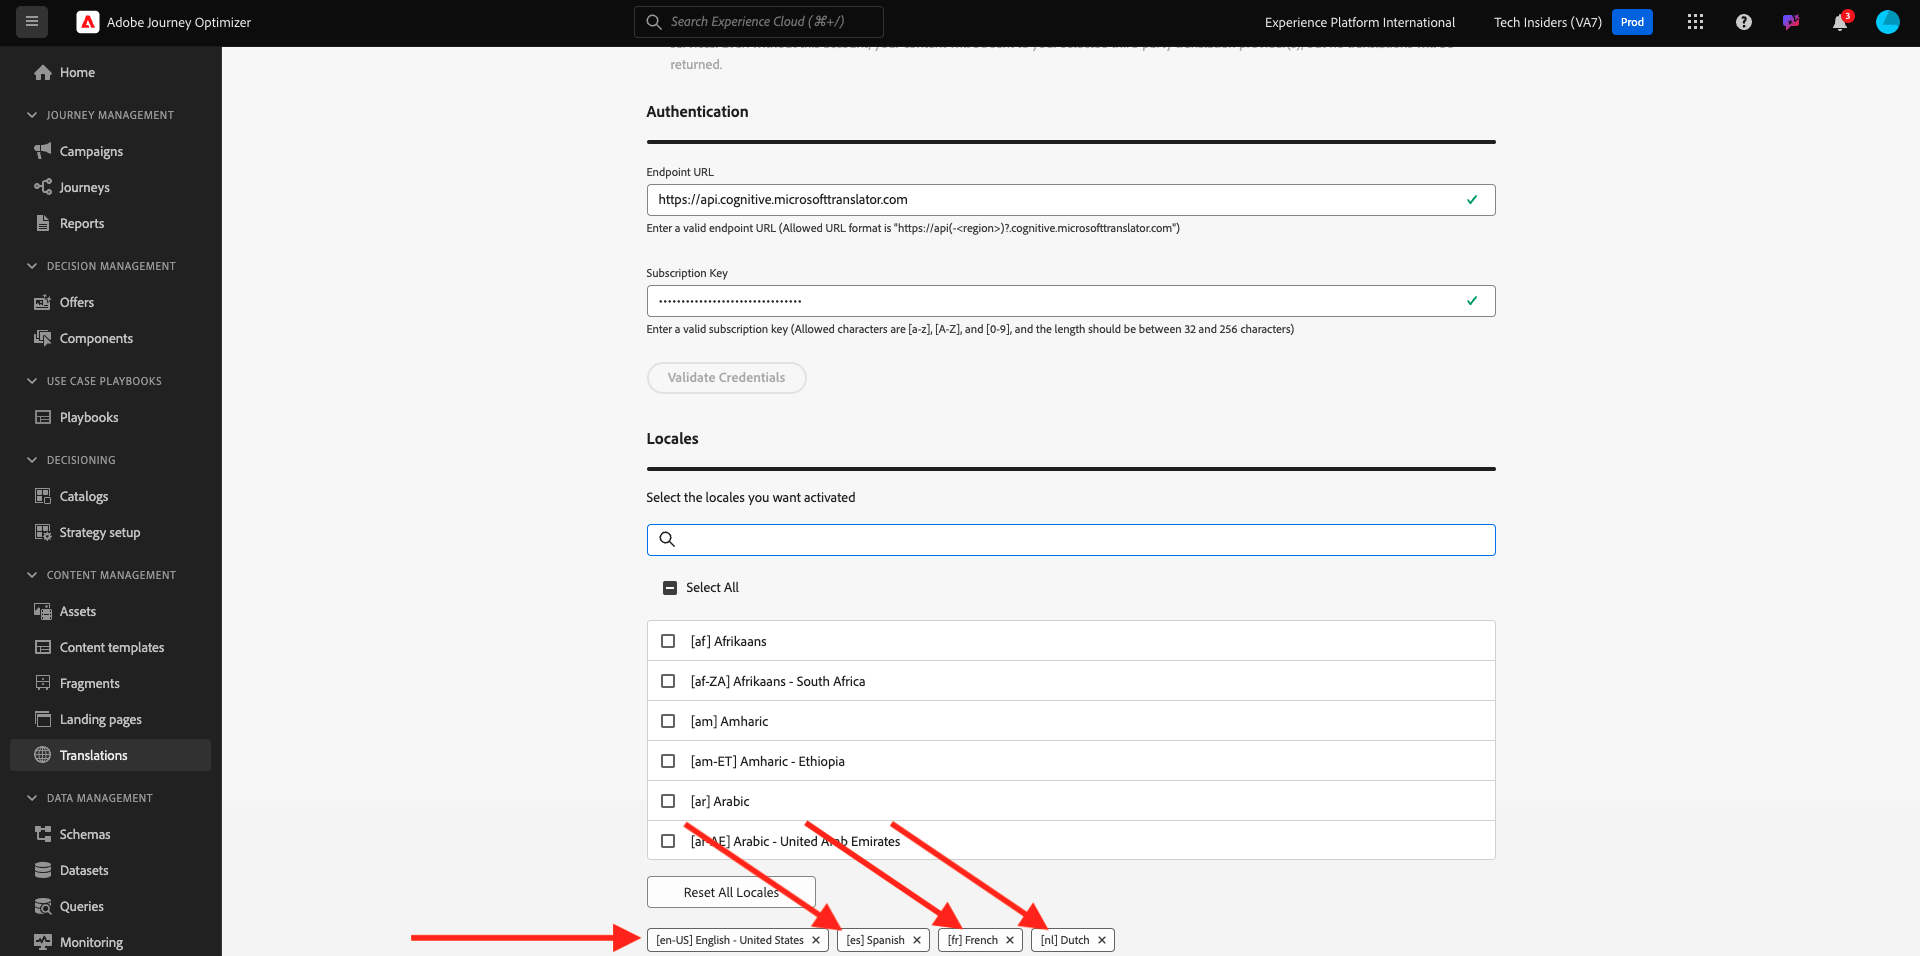 Adobe Journey Optimizer
Search Experience Cloud (⌘+/)
Experience Platform International
Tech Insiders (VA7)
Prod
3
Home
JOURNEY MANAGEMENT
Campaigns
Journeys
Reports
DECISION MANAGEMENT
Offers
Components
USE CASE PLAYBOOKS
Playbooks
DECISIONING
Catalogs
Strategy setup
CONTENT MANAGEMENT
Assets
Content templates
Fragments
Landing pages
Translations
DATA MANAGEMENT
Schemas
Datasets
Queries
Monitoring
returned.
Authentication
Endpoint URL
https://api.cognitive.microsofttranslator.com
Enter a valid endpoint URL (Allowed URL format is "https://api(-<region>)?.cognitive.microsofttranslator.com")
Subscription Key
Enter a valid subscription key (Allowed characters are [a-z], [A-Z], and [0-9], and the length should be between 32 and 256 characters)
Validate Credentials
Locales
Select the locales you want activated
Select All
[af] Afrikaans
[af-ZA] Afrikaans - South Africa
[am] Amharic
[am-ET] Amharic - Ethiopia
[ar] Arabic
[ar-AE] Arabic - United Arab Emirates
Reset All Locales
[en-US] English - United States
[es] Spanish
[fr] French
[nl] Dutch